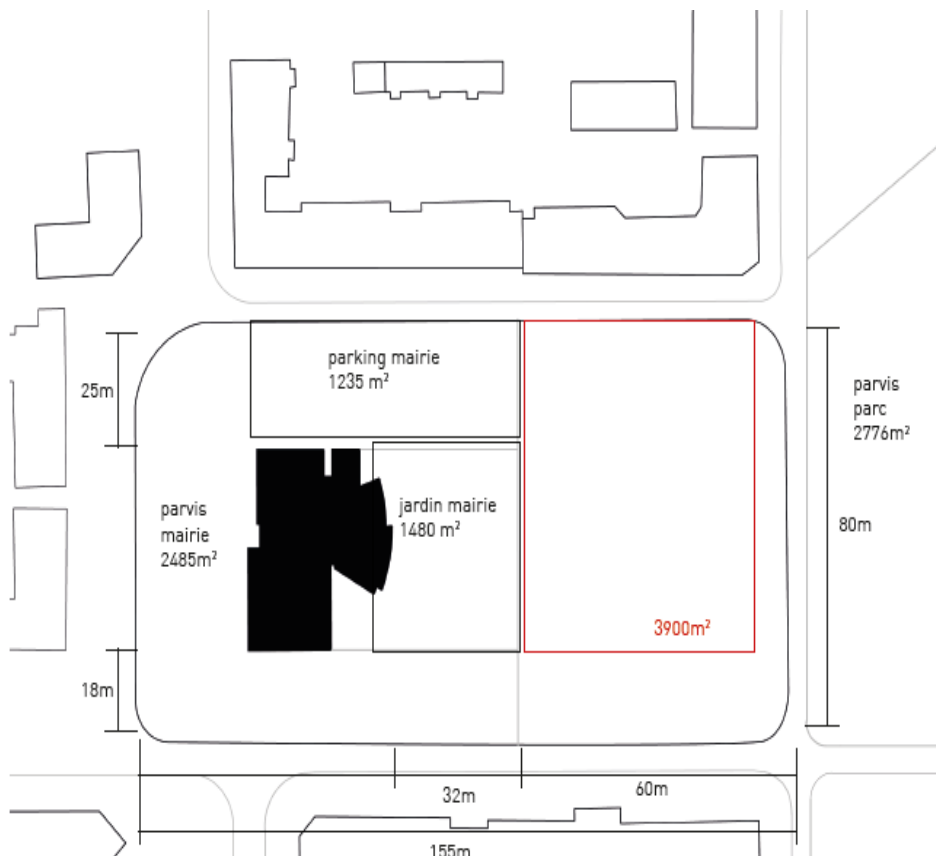 parking mairie
1235 m²
25m
parvis
parc
2776m²
jardin mairie
1480 m²
parvis
mairie
2485m²
80m
3900m²
18m
32m
60m
155m